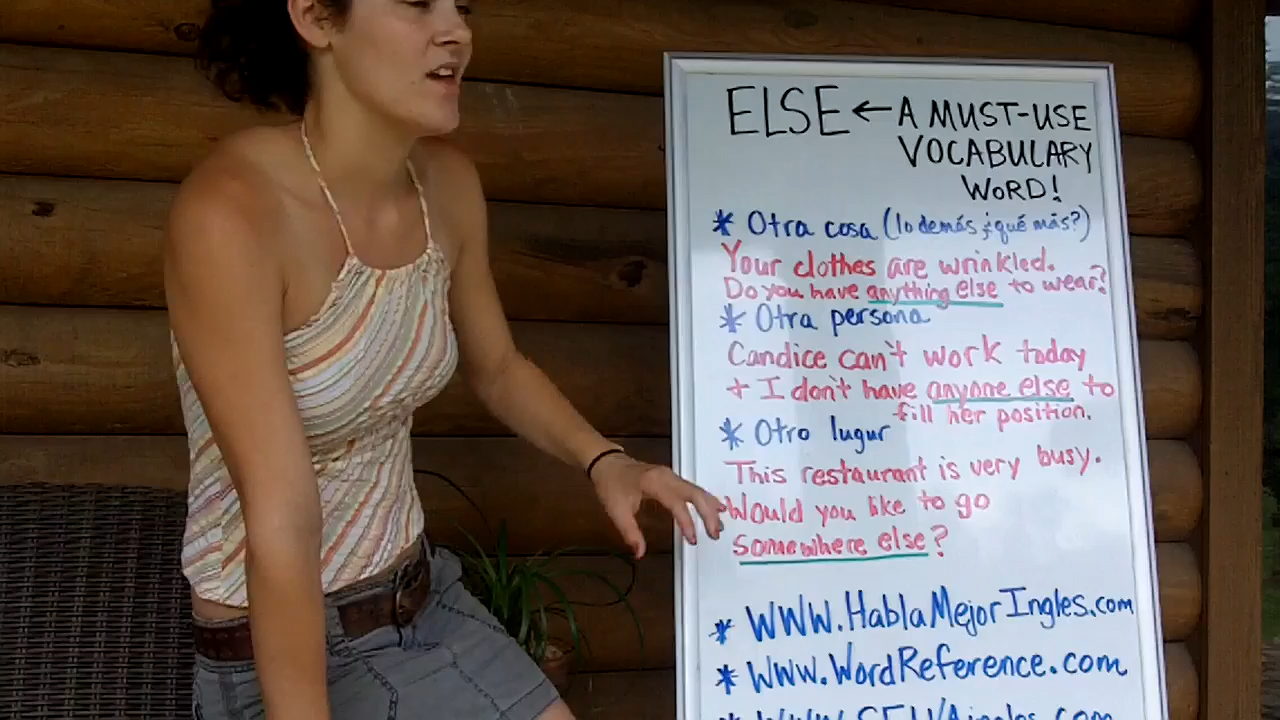 ELSE ← A MUST-USE
VOCABULARY
WORD!
* Otra cosa (lo demás ¿qué más?)
Your clothes are wrinkled.
Do you have anything else to wear?
* Otra persona
Candice can't work today
+ I don't have anyone else to
fill her position.
* Otro lugur
This restaurant is very busy.
Would you like to go
somewhere else?
* WWW.HablaMejorIngles.com
* WWW.WordReference.com